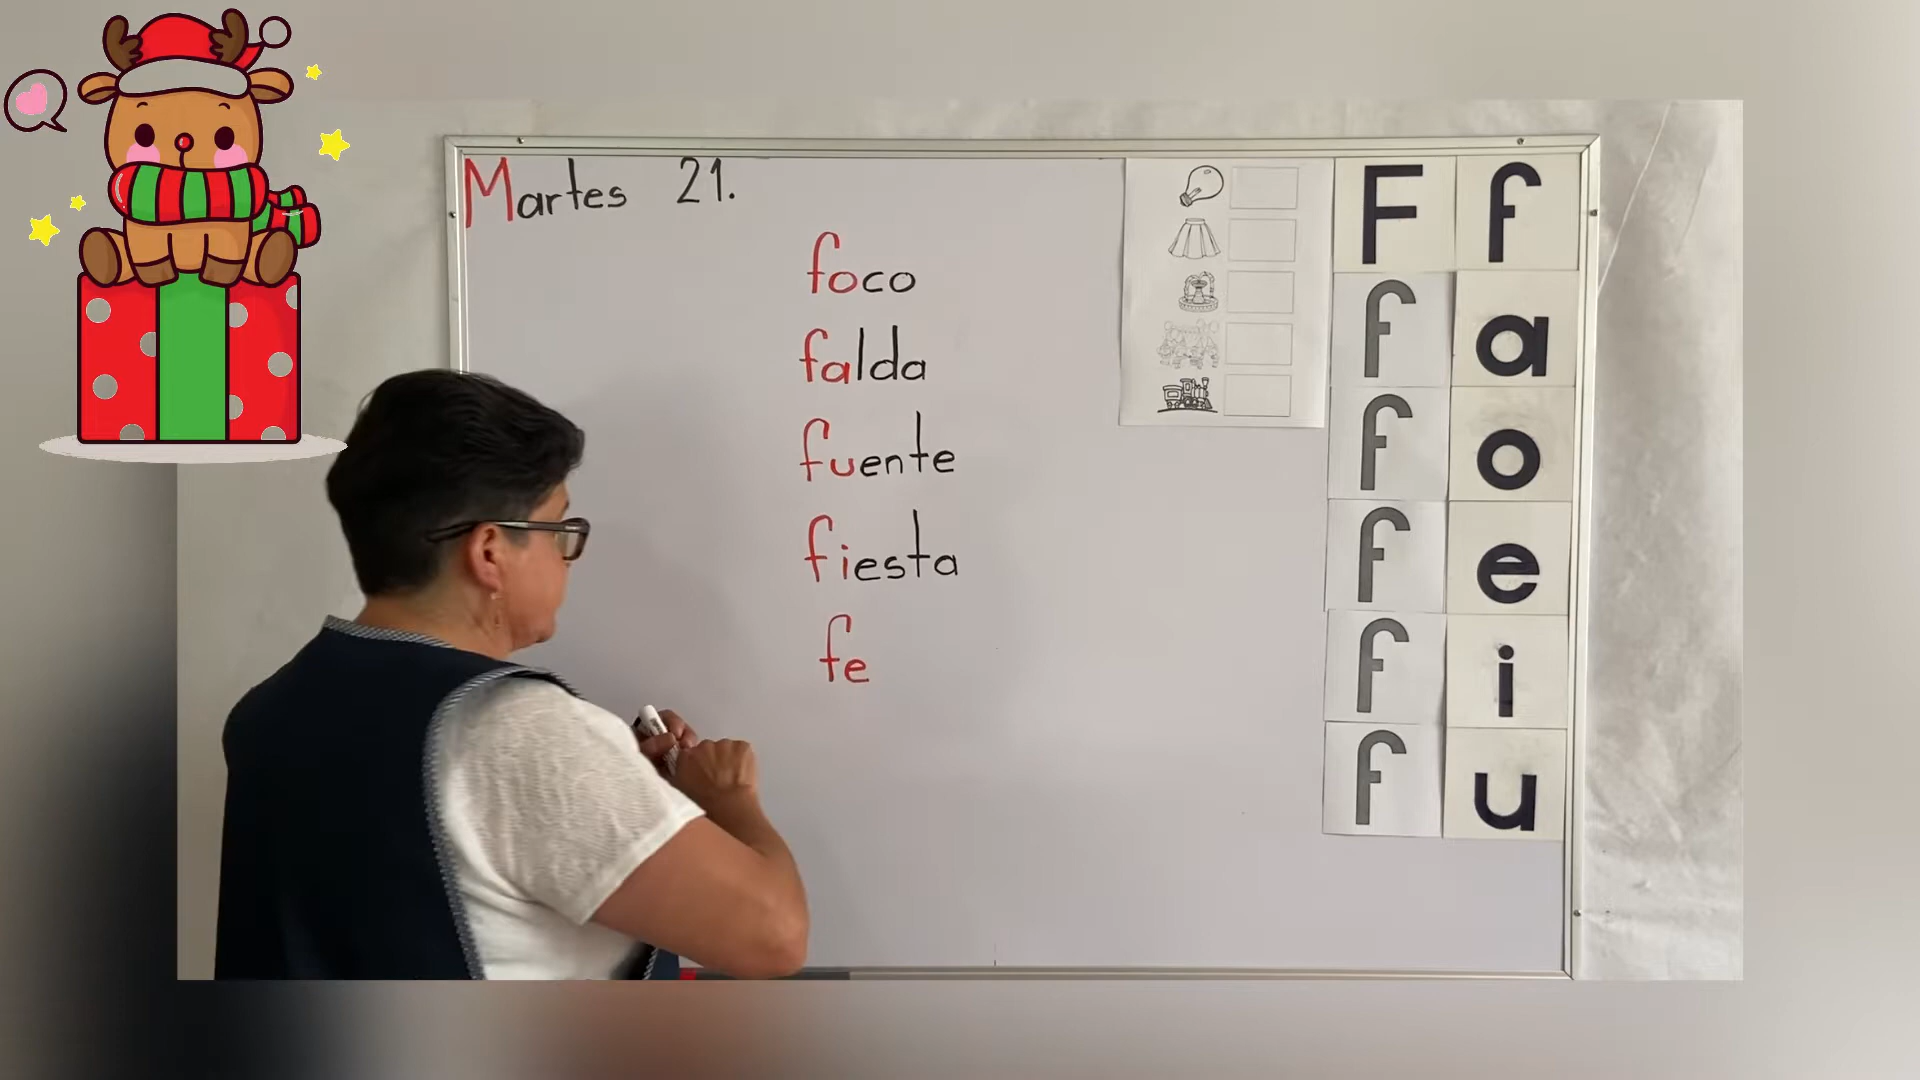 Martes 21.
foco
falda
fuente
fiesta
fe
F f
f a
f o
f e
f i
f u